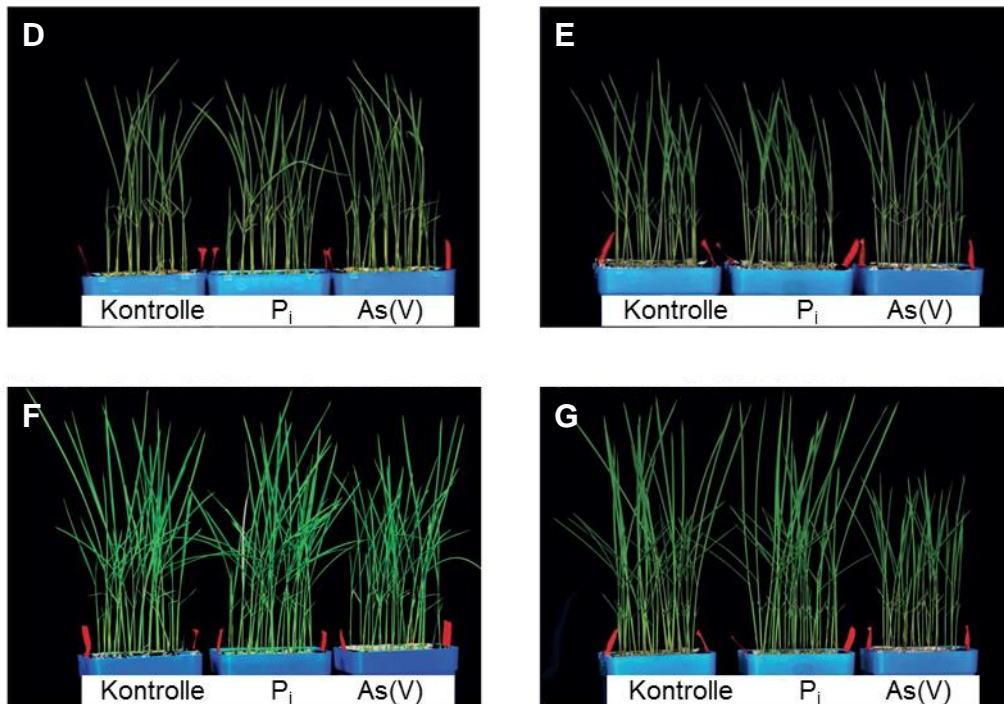 D
Kontrolle Pi As(V)
E
Kontrolle Pi As(V)
F
Kontrolle Pi As(V)
G
Kontrolle Pi As(V)